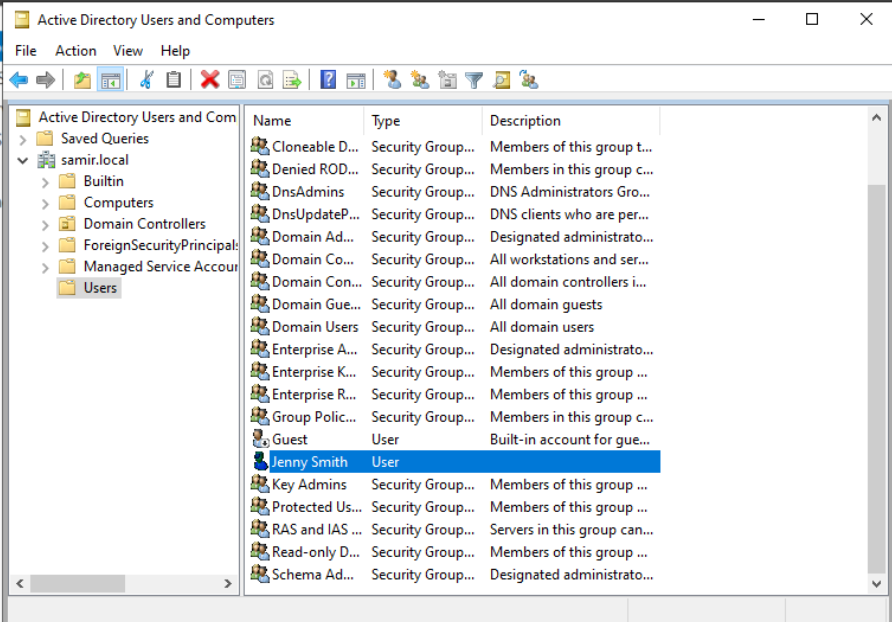 Active Directory Users and Computers
File Action View Help
Active Directory Users and Com
Saved Queries
samir.local
Builtin
Computers
Domain Controllers
ForeignSecurityPrincipals
Managed Service Accour
Users
Name Type Description
Cloneable D... Security Group... Members of this group t...
Denied ROD... Security Group... Members in this group c...
DnsAdmins Security Group... DNS Administrators Gro...
DnsUpdateP... Security Group... DNS clients who are per...
Domain Ad... Security Group... Designated administrato...
Domain Co... Security Group... All workstations and ser...
Domain Con... Security Group... All domain controllers i...
Domain Gue... Security Group... All domain guests
Domain Users Security Group... All domain users
Enterprise A... Security Group... Designated administrato...
Enterprise K... Security Group... Members of this group ...
Enterprise R... Security Group... Members of this group ...
Group Polic... Security Group... Members in this group c...
Guest User Built-in account for gue...
Jenny Smith User
Key Admins Security Group... Members of this group ...
Protected Us... Security Group... Members of this group ...
RAS and IAS ... Security Group... Servers in this group can...
Read-only D... Security Group... Members of this group ...
Schema Ad... Security Group... Designated administrato...